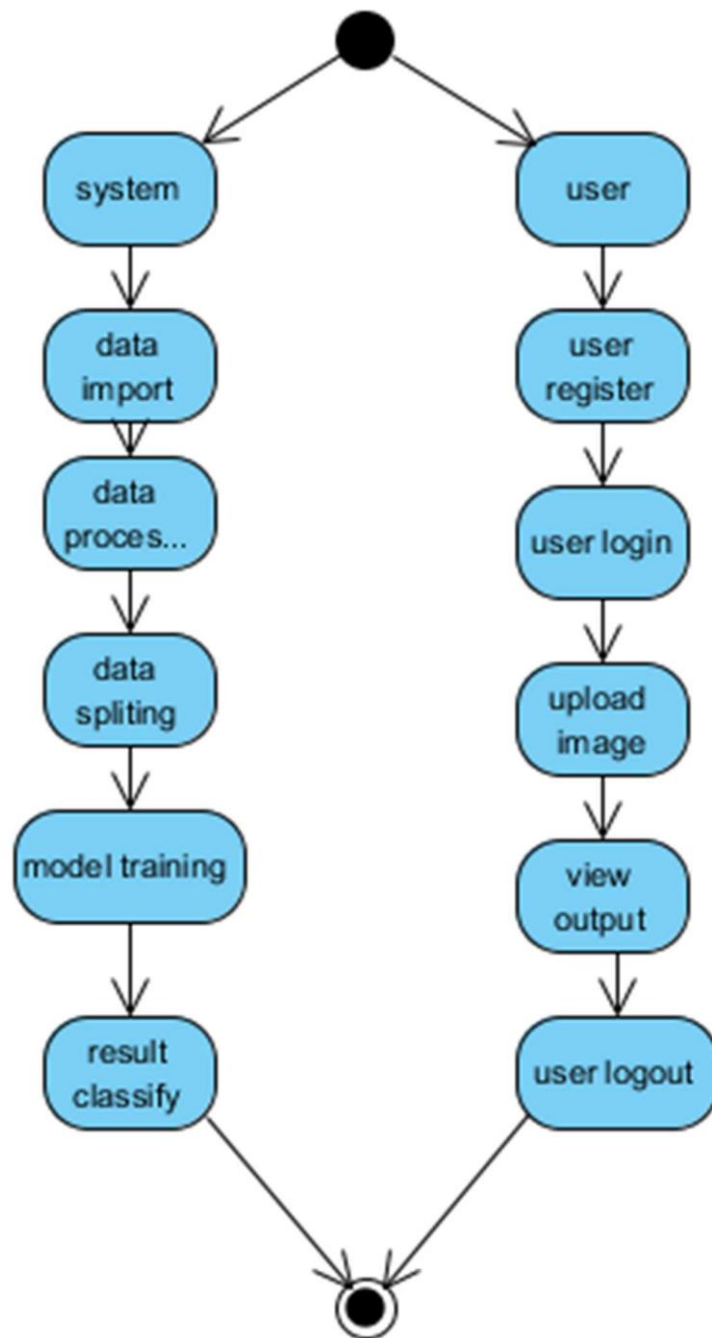 system
data
import
data
proces...
data
spliting
model training
result
classify
user
user
register
user login
upload
image
view
output
user logout